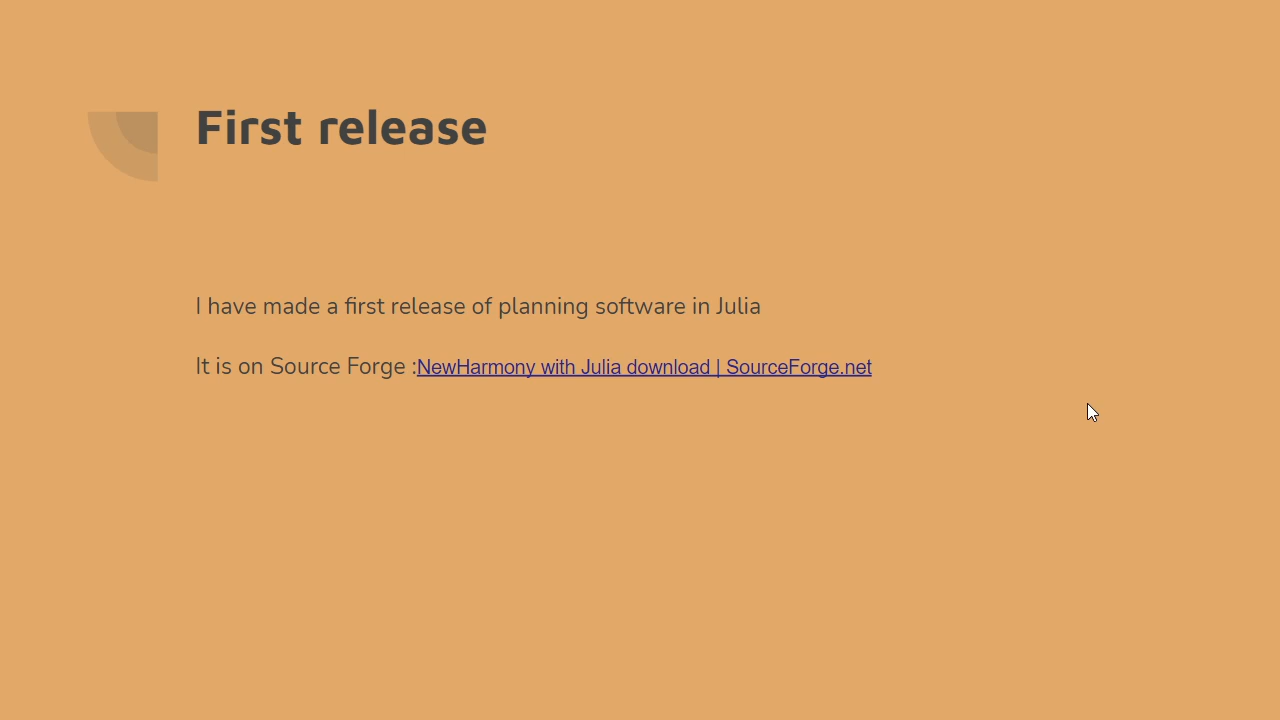 First release
I have made a first release of planning software in Julia
It is on Source Forge :NewHarmony with Julia download | SourceForge.net